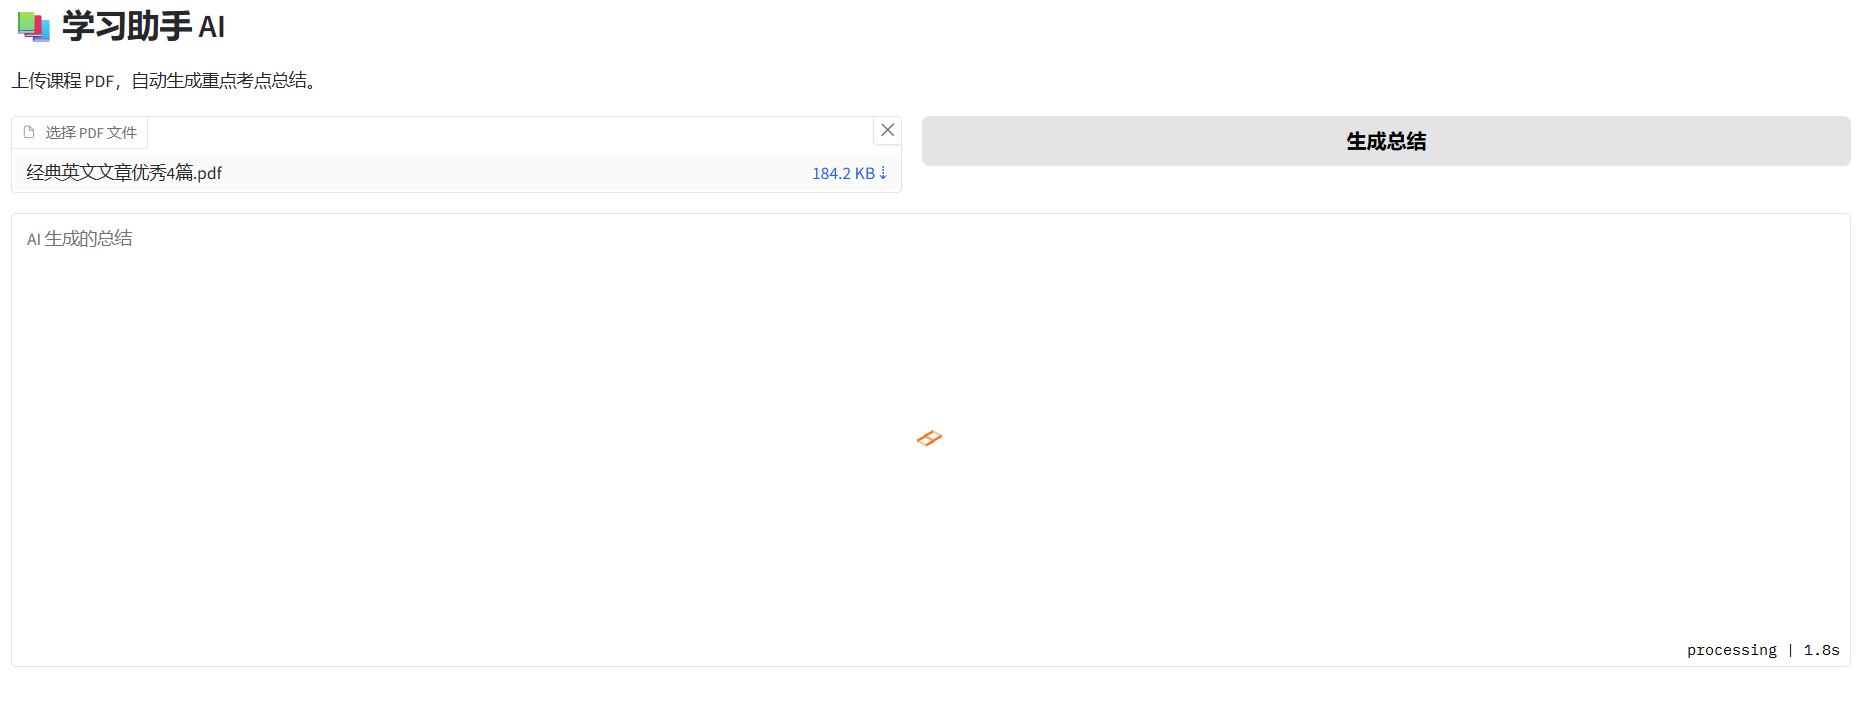 学习助手 AI
上传课程 PDF，自动生成重点考点总结。
选择 PDF 文件
经典英文文章优秀4篇.pdf
184.2 KB ⇣
生成总结
AI 生成的总结
processing | 1.8s